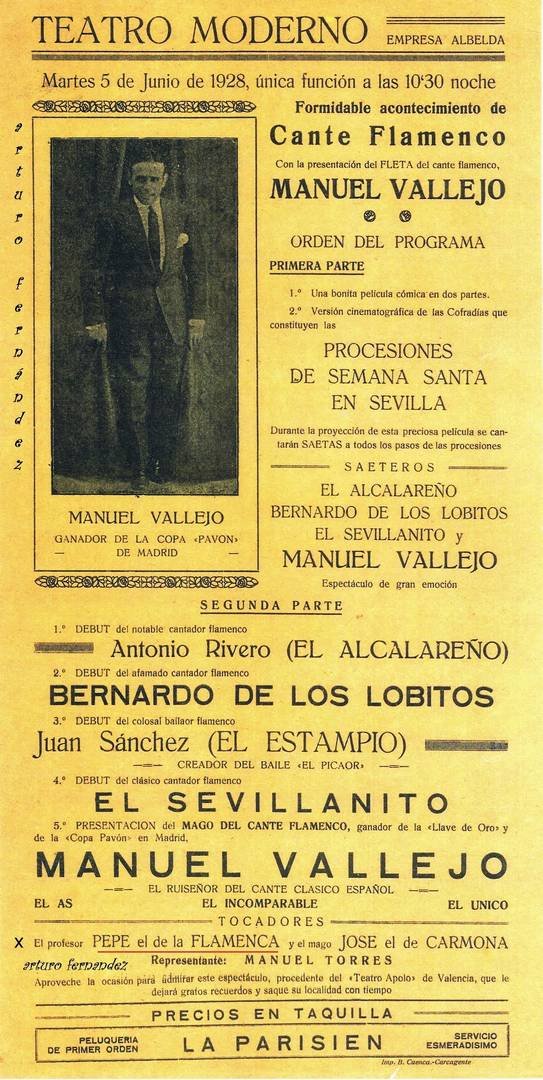 TEATRO MODERNO EMPRESA ALBELDA
Martes 5 de Junio de 1928, única función a las 10'30 noche
arturo fernández
MANUEL VALLEJO
GANADOR DE LA COPA «PAVON»
— DE MADRID —
Formidable acontecimiento de
Cante Flamenco
Con la presentación del FLETA del cante flamenco,
MANUEL VALLEJO
ORDEN DEL PROGRAMA
PRIMERA PARTE
1.º Una bonita película cómica en dos partes.
2.º Versión cinematográfica de las Cofradías que
constituyen las
PROCESIONES
DE SEMANA SANTA
EN SEVILLA
Durante la proyección de esta preciosa película se can-
tarán SAETAS a todos los pasos de las procesiones
SAETEROS
EL ALCALAREÑO
BERNARDO DE LOS LOBITOS
EL SEVILLANITO y
MANUEL VALLEJO
Espectáculo de gran emoción
SEGUNDA PARTE
1.º DEBUT del notable cantador flamenco
Antonio Rivero (EL ALCALAREÑO)
2.º DEBUT del afamado cantador flamenco
BERNARDO DE LOS LOBITOS
3.º DEBUT del colosal bailaor flamenco
Juan Sánchez (EL ESTAMPIO)
CREADOR DEL BAILE «EL PICAOR»
4.º DEBUT del clásico cantador flamenco
EL SEVILLANITO
5.º PRESENTACION del MAGO DEL CANTE FLAMENCO, ganador de la «Llave de Oro» y
de la «Copa Pavón» en Madrid,
MANUEL VALLEJO
EL RUISEÑOR DEL CANTE CLASICO ESPAÑOL
EL AS EL INCOMPARABLE EL UNICO
TOCADORES
X El profesor PEPE el de la FLAMENCA y el mago JOSE el de CARMONA
arturo fernandez Representante: MANUEL TORRES
Aproveche la ocasión para admirar este espectáculo, procedente del «Teatro Apolo» de Valencia, que le
dejará gratos recuerdos y saque su localidad con tiempo
PRECIOS EN TAQUILLA
PELUQUERIA
DE PRIMER ORDEN
LA PARISIEN
SERVICIO
ESMERADISIMO
Imp. B. Cuenca.-Carcagente